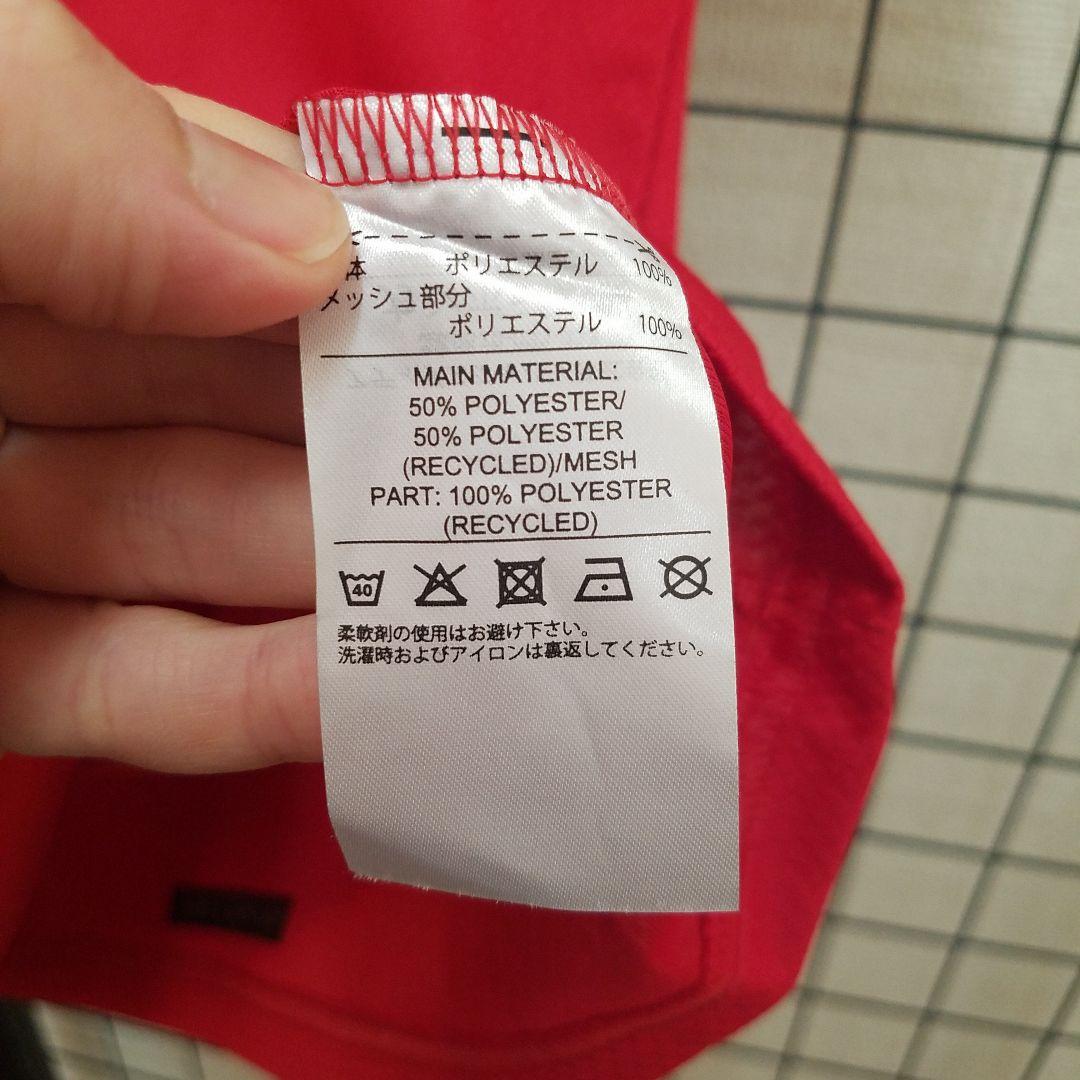 体 ポリエステル 100%
メッシュ部分
ポリエステル 100%
MAIN MATERIAL:
50% POLYESTER/
50% POLYESTER
(RECYCLED)/MESH
PART: 100% POLYESTER
(RECYCLED)
40
柔軟剤の使用はお避け下さい。
洗濯時およびアイロンは裏返してください。